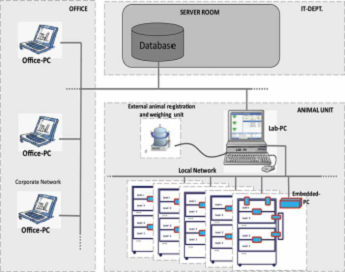 OFFICE
SERVER ROOM
IT-DEPT.
Database
Office-PC
External animal registration
and weighing unit
ANIMAL UNIT
Lab-PC
Office-PC
Corporate Network
Local Network
Embedded-
PC
Office-PC